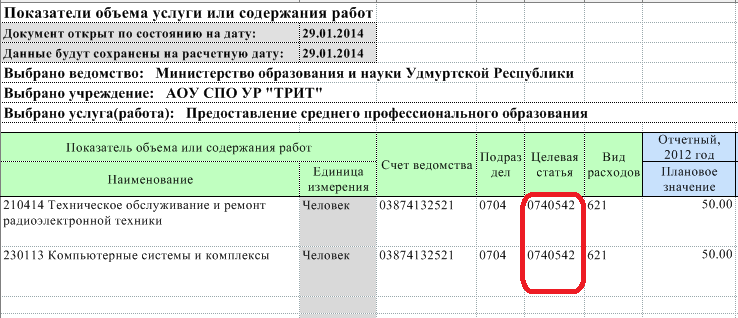 Показатели объема услуги или содержания работ
Документ открыт по состоянию на дату: 29.01.2014
Данные будут сохранены на расчетную дату: 29.01.2014
Выбрано ведомство: Министерство образования и науки Удмуртской Республики
Выбрано учреждение: АОУ СПО УР "ТРИТ"
Выбрано услуга(работа): Предоставление среднего профессионального образования
Показатель объема или содержания работ
Наименование
Единица
измерения
Счет ведомства
Подраз
дел
Целевая
статья
Вид
расходов
Отчетный,
2012 год
Плановое
значение
210414 Техническое обслуживание и ремонт Человек 03874132521 0704 0740542 621 50.00
радиоэлектронной техники
230113 Компьютерные системы и комплексы Человек 03874132521 0704 0740542 621 50.00